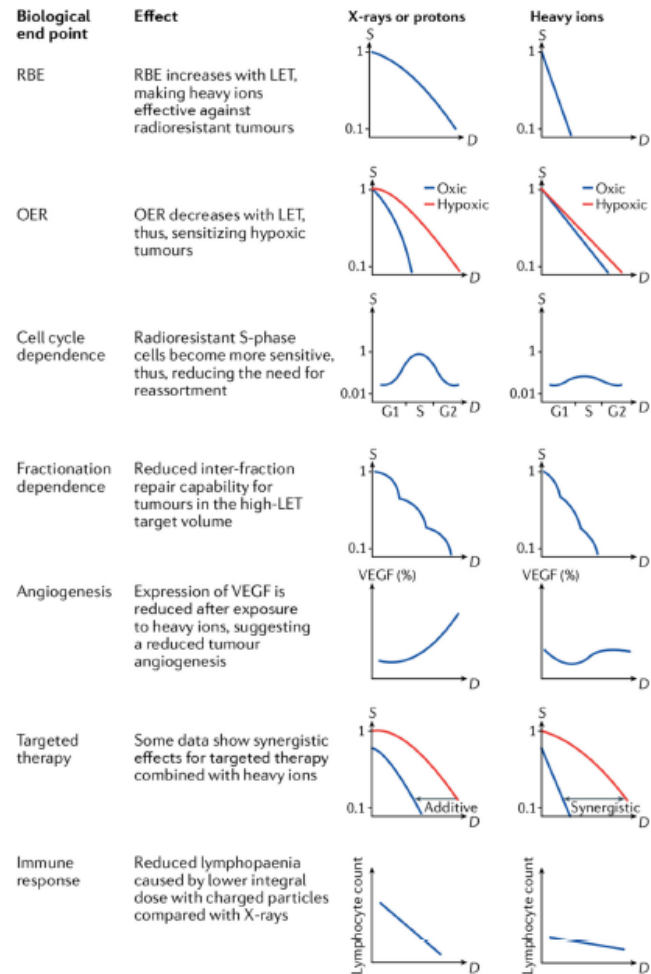 Biological end point
Effect
X-rays or protons
Heavy ions
RBE
RBE increases with LET,
making heavy ions
effective against
radioresistant tumours
S
1
0.1
D
S
1
0.1
D
OER
OER decreases with LET,
thus, sensitizing hypoxic
tumours
S
1
0.1
D
Oxic
Hypoxic
S
1
0.1
D
Oxic
Hypoxic
Cell cycle
dependence
Radioresistant S-phase
cells become more sensitive,
thus, reducing the need for
reassortment
S
1
0.01
G1 S G2 D
S
1
0.01
G1 S G2 D
Fractionation
dependence
Reduced inter-fraction
repair capability for
tumours in the high-LET
target volume
S
1
0.1
D
S
1
0.1
D
Angiogenesis
Expression of VEGF is
reduced after exposure
to heavy ions, suggesting
a reduced tumour
angiogenesis
VEGF (%)
D
VEGF (%)
D
Targeted
therapy
Some data show synergistic
effects for targeted therapy
combined with heavy ions
S
1
0.1
Additive
D
S
1
0.1
Synergistic
D
Immune
response
Reduced lymphopaenia
caused by lower integral
dose with charged particles
compared with X-rays
Lymphocyte count
D
Lymphocyte count
D